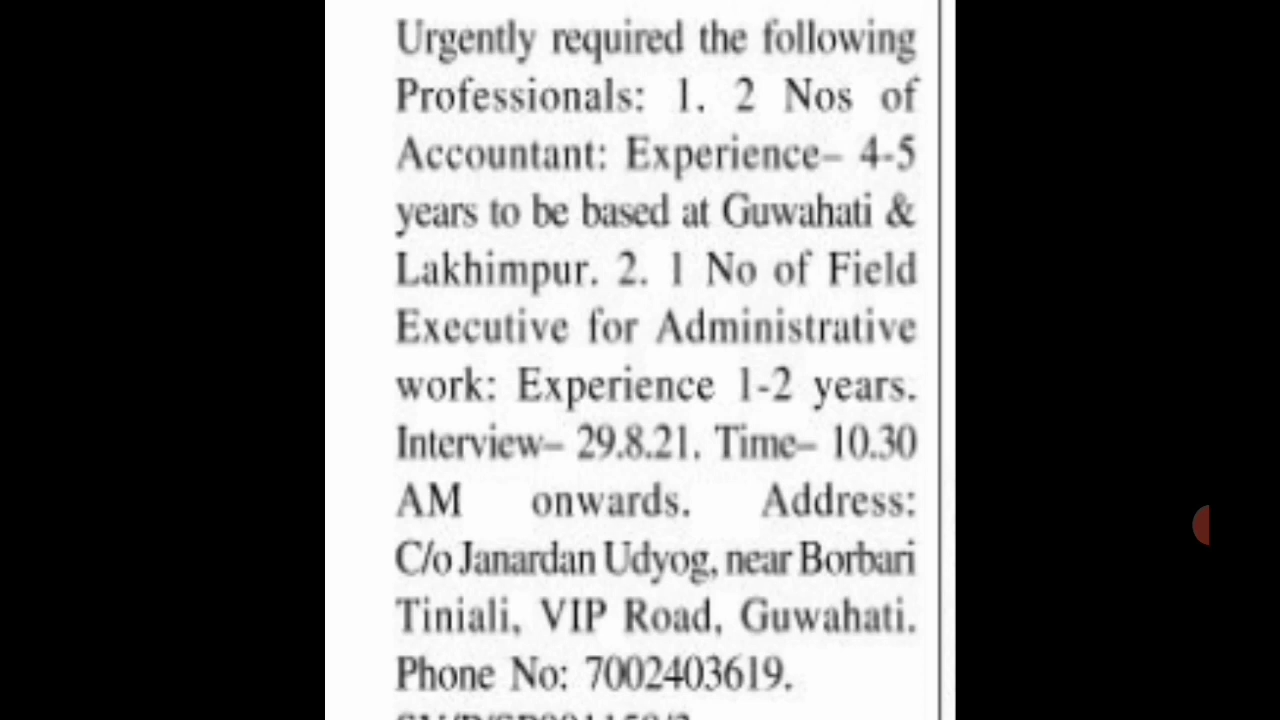 Urgently required the following
Professionals: 1. 2 Nos of
Accountant: Experience– 4-5
years to be based at Guwahati &
Lakhimpur. 2. 1 No of Field
Executive for Administrative
work: Experience 1-2 years.
Interview– 29.8.21. Time– 10.30
AM onwards. Address:
C/o Janardan Udyog, near Borbari
Tiniali, VIP Road, Guwahati.
Phone No: 7002403619.